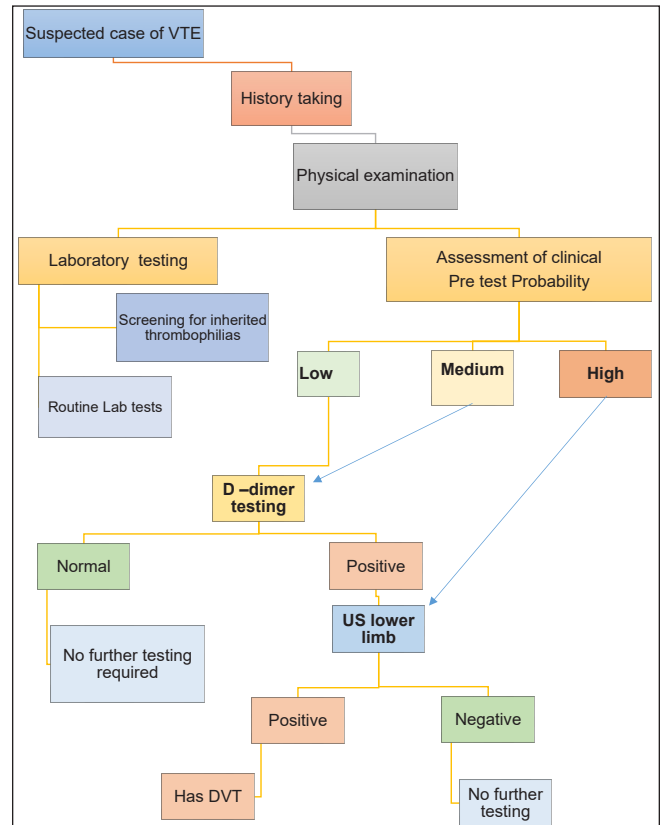 Suspected case of VTE
History taking
Physical examination
Laboratory testing
Assessment of clinical
Pre test Probability
Screening for inherited
thrombophilias
Low
Medium
High
Routine Lab tests
D –dimer
testing
Normal
Positive
US lower
limb
No further testing
required
Positive
Negative
Has DVT
No further
testing